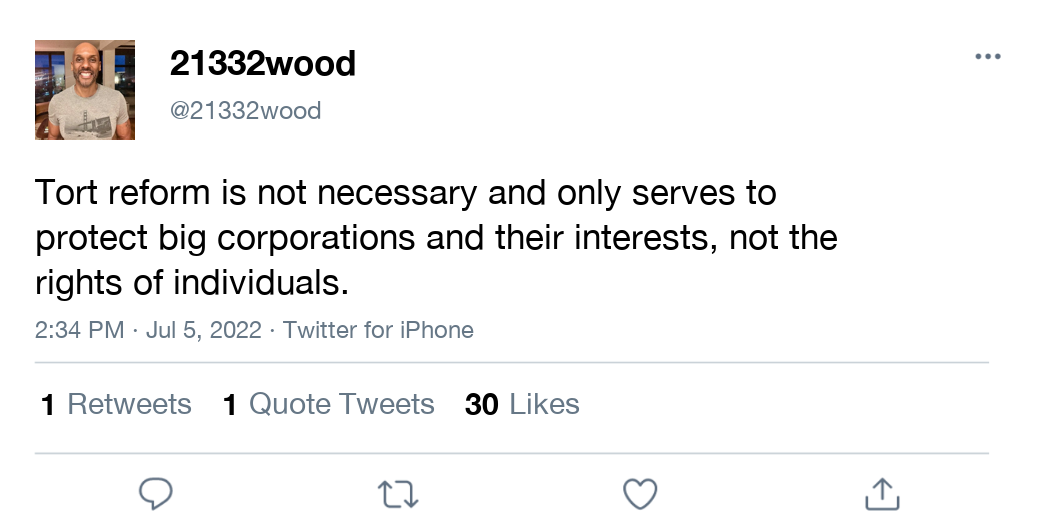 21332wood
@21332wood
Tort reform is not necessary and only serves to
protect big corporations and their interests, not the
rights of individuals.
2:34 PM · Jul 5, 2022 · Twitter for iPhone
1 Retweets 1 Quote Tweets 30 Likes